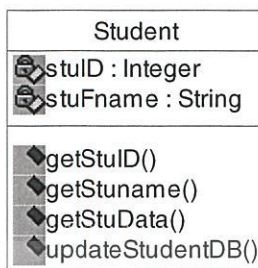 Student
stuID : Integer
stuFname : String
getStuID()
getStuname()
getStuData()
updateStudentDB()